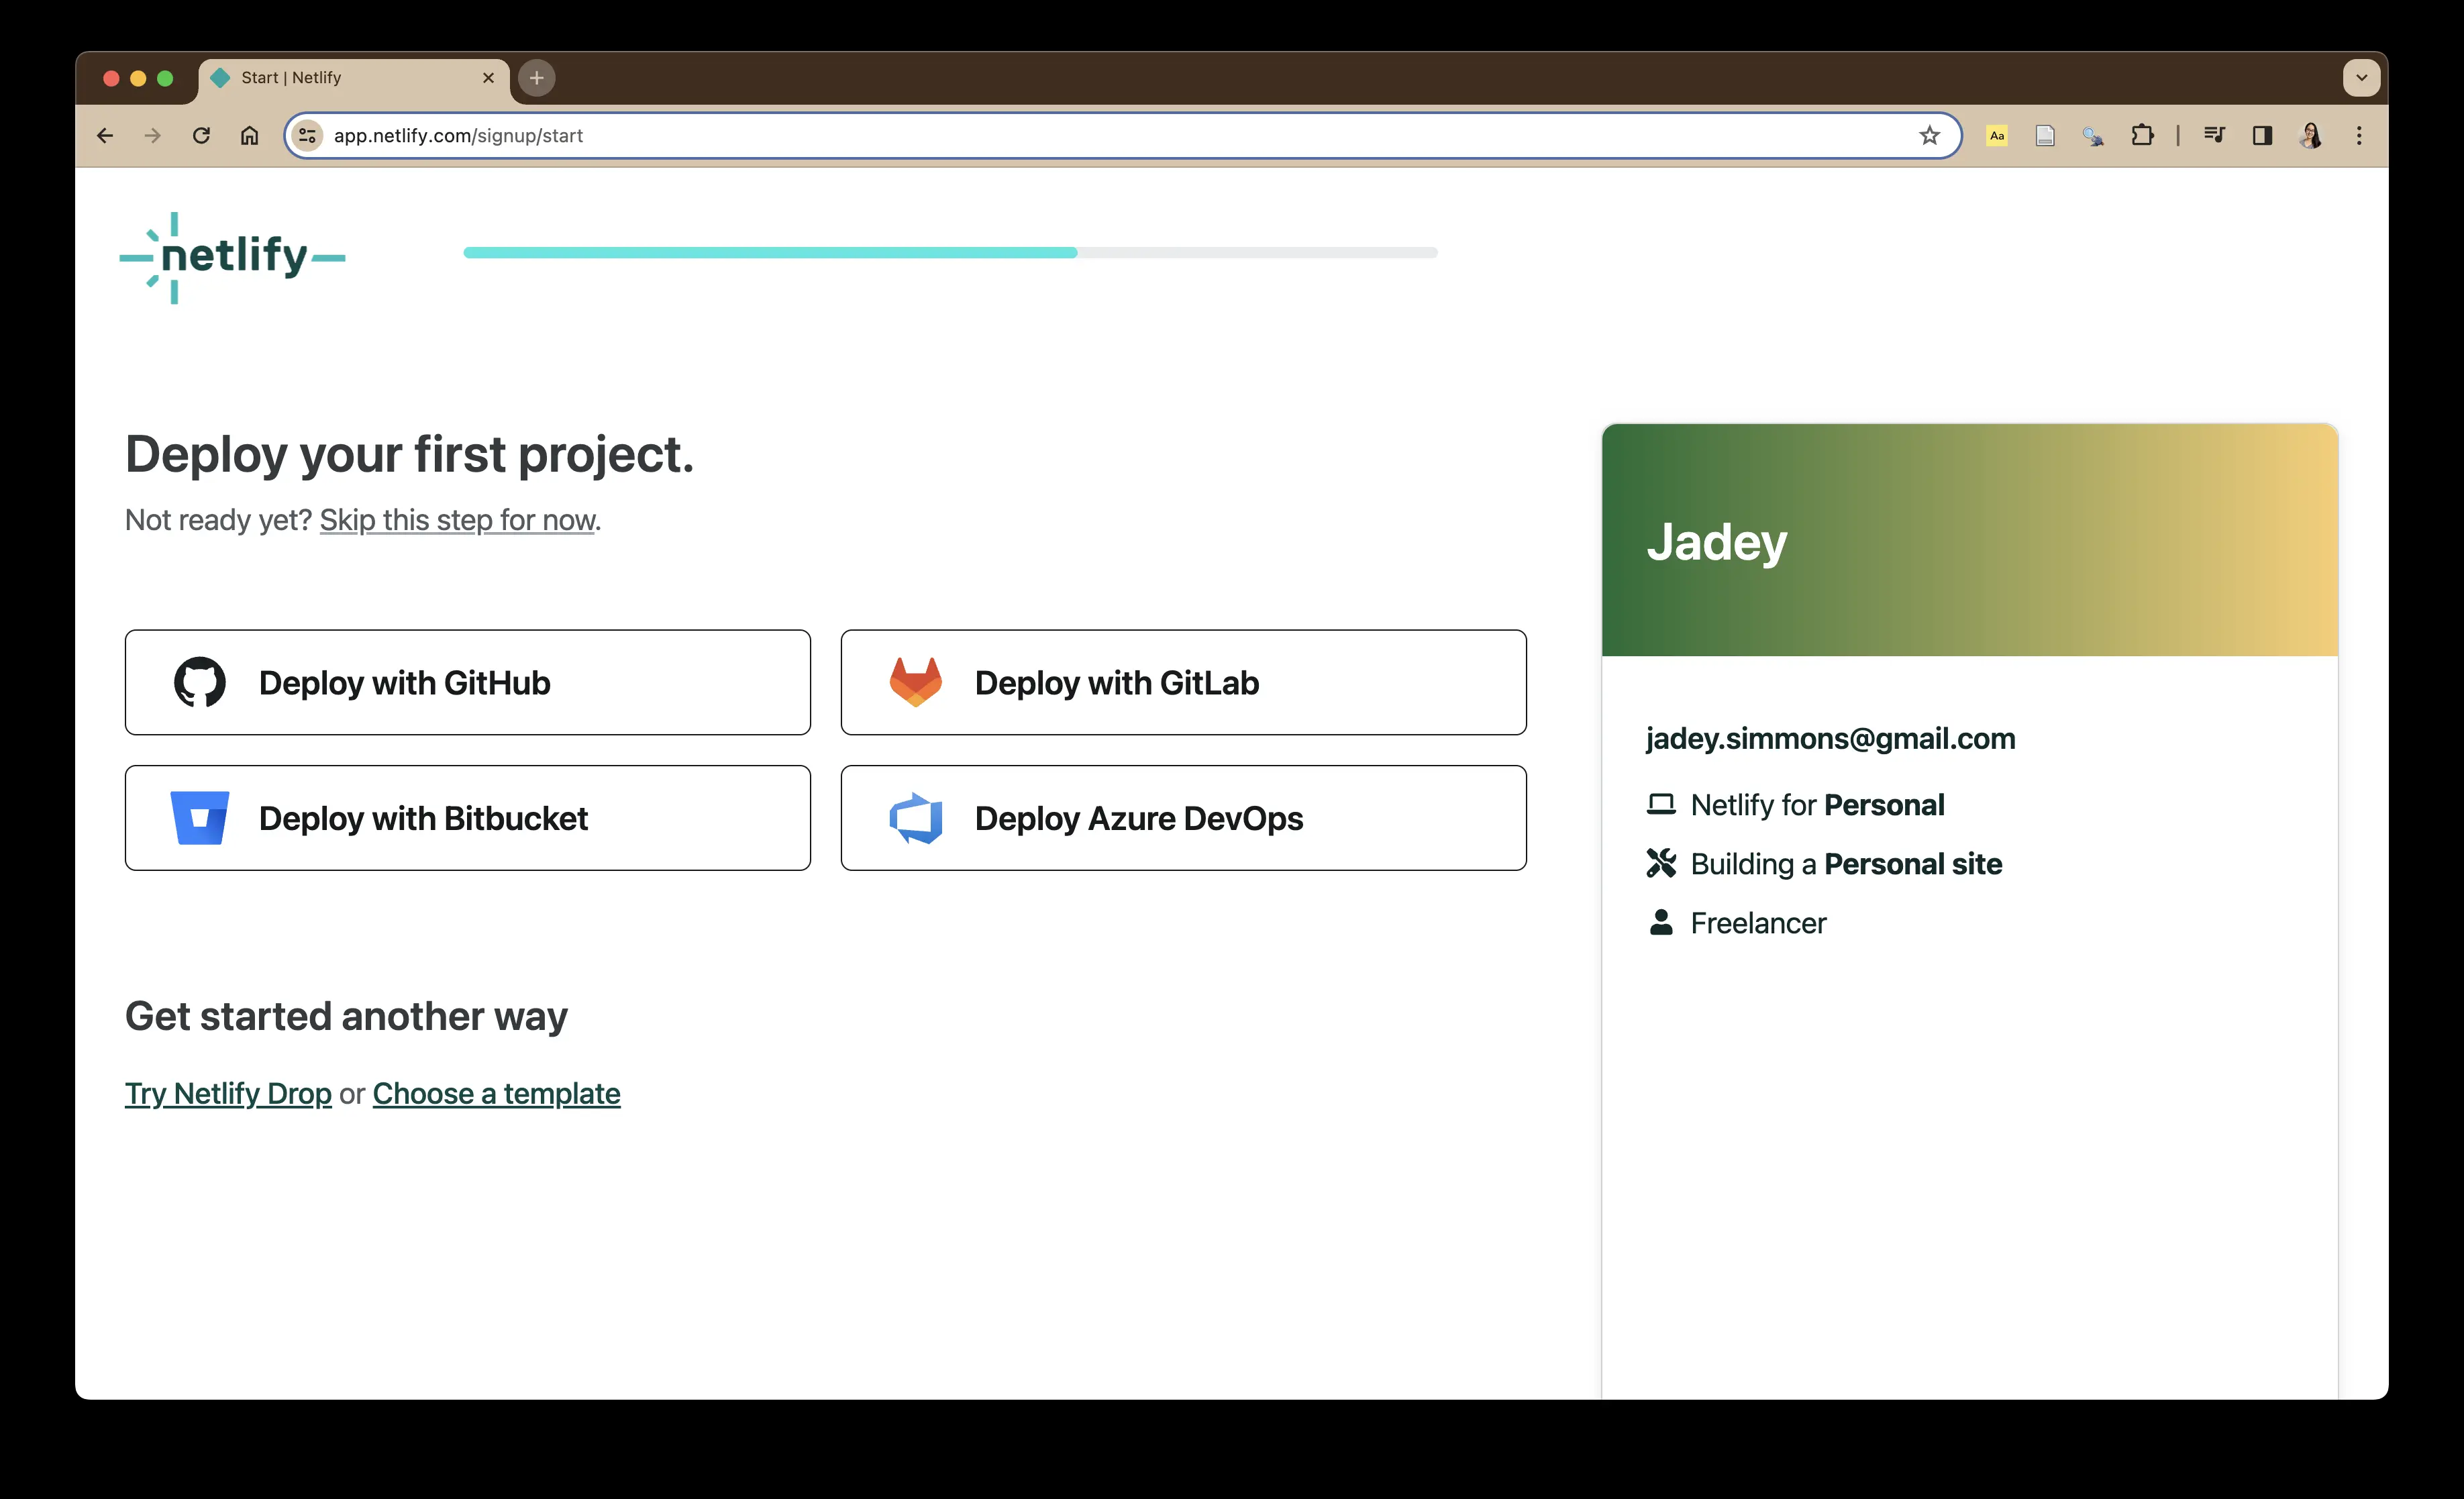 Start | Netlify
app.netlify.com/signup/start
Aa
netlify
Deploy your first project.
Not ready yet? Skip this step for now.
Deploy with GitHub
Deploy with GitLab
Deploy with Bitbucket
Deploy Azure DevOps
Get started another way
Try Netlify Drop or Choose a template
Jadey
jadey.simmons@gmail.com
Netlify for Personal
Building a Personal site
Freelancer